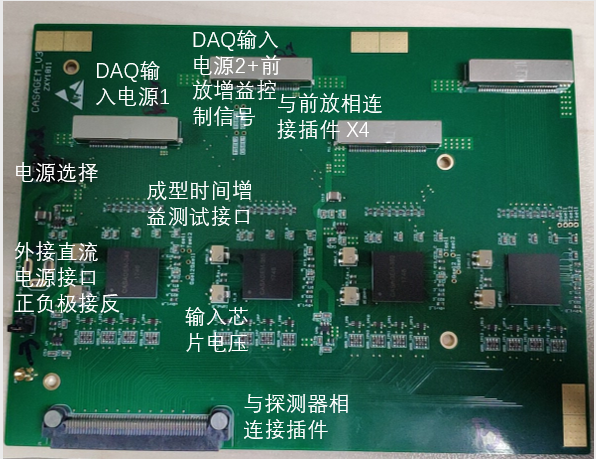 DAQ输入
电源2+前
放增益控
制信号
DAQ输
入电源1
与前放相连
接插件 X4
CASAGEM_V3
ZXY1811
电源选择
成型时间增
益测试接口
外接直流
电源接口
正负极接反
输入芯
片电压
与探测器相
连接插件